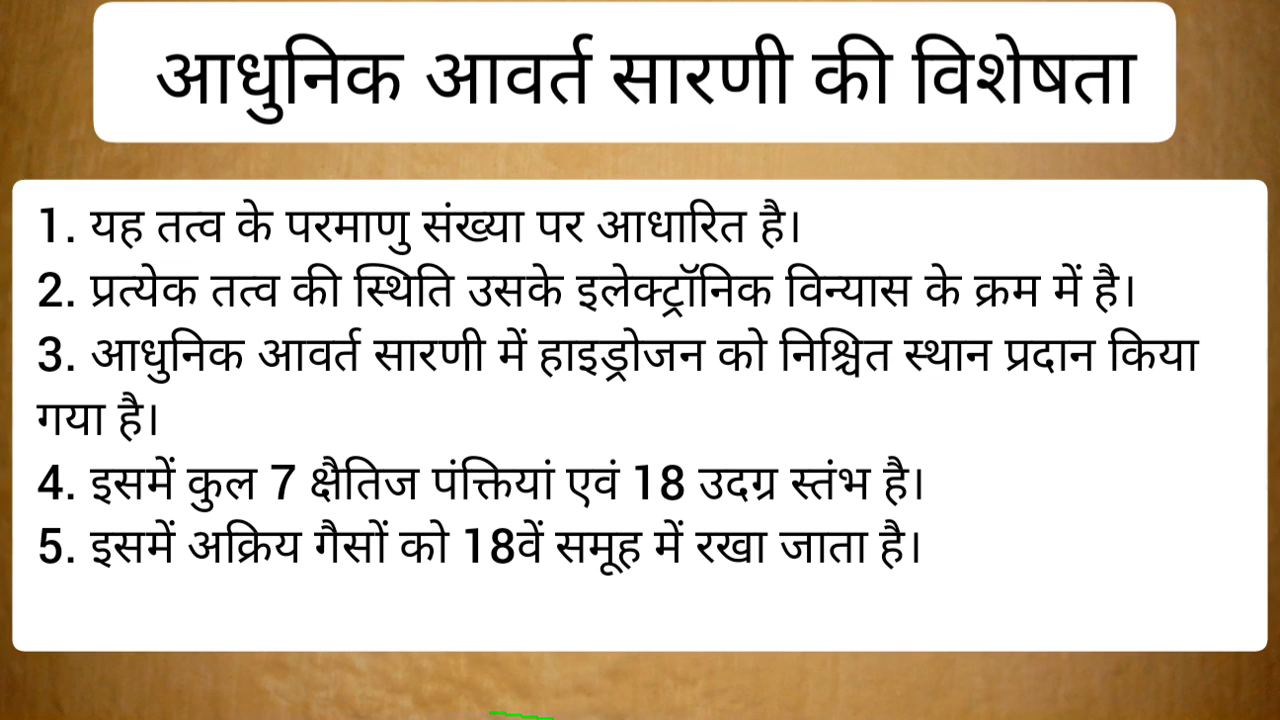 आधुनिक आवर्त सारणी की विशेषता
1. यह तत्व के परमाणु संख्या पर आधारित है।
2. प्रत्येक तत्व की स्थिति उसके इलेक्ट्रॉनिक विन्यास के क्रम में है।
3. आधुनिक आवर्त सारणी में हाइड्रोजन को निश्चित स्थान प्रदान किया
गया है।
4. इसमें कुल 7 क्षैतिज पंक्तियां एवं 18 उदग्र स्तंभ है।
5. इसमें अक्रिय गैसों को 18वें समूह में रखा जाता है।